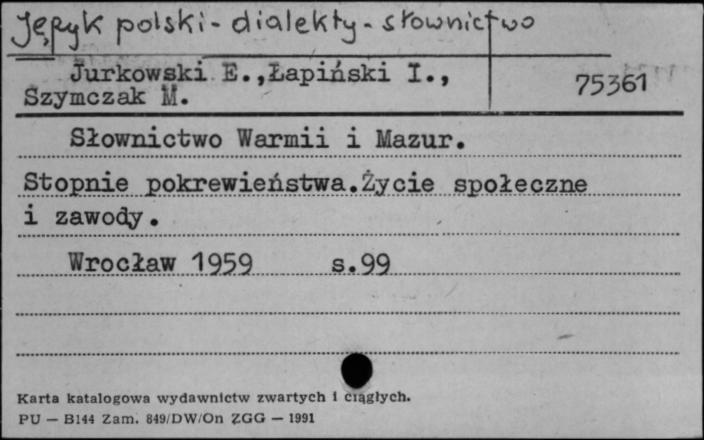 Język polski - dialekty - słownictwo
Jurkowski E.,Łapiński I.,
Szymczak M.
75361
Słownictwo Warmii i Mazur.
Stopnie pokrewieństwa.Życie społeczne
i zawody.
Wrocław 1959 s.99
Karta katalogowa wydawnictw zwartych i ciągłych.
PU — B144 Zam. 849/DW/On ZGG — 1991